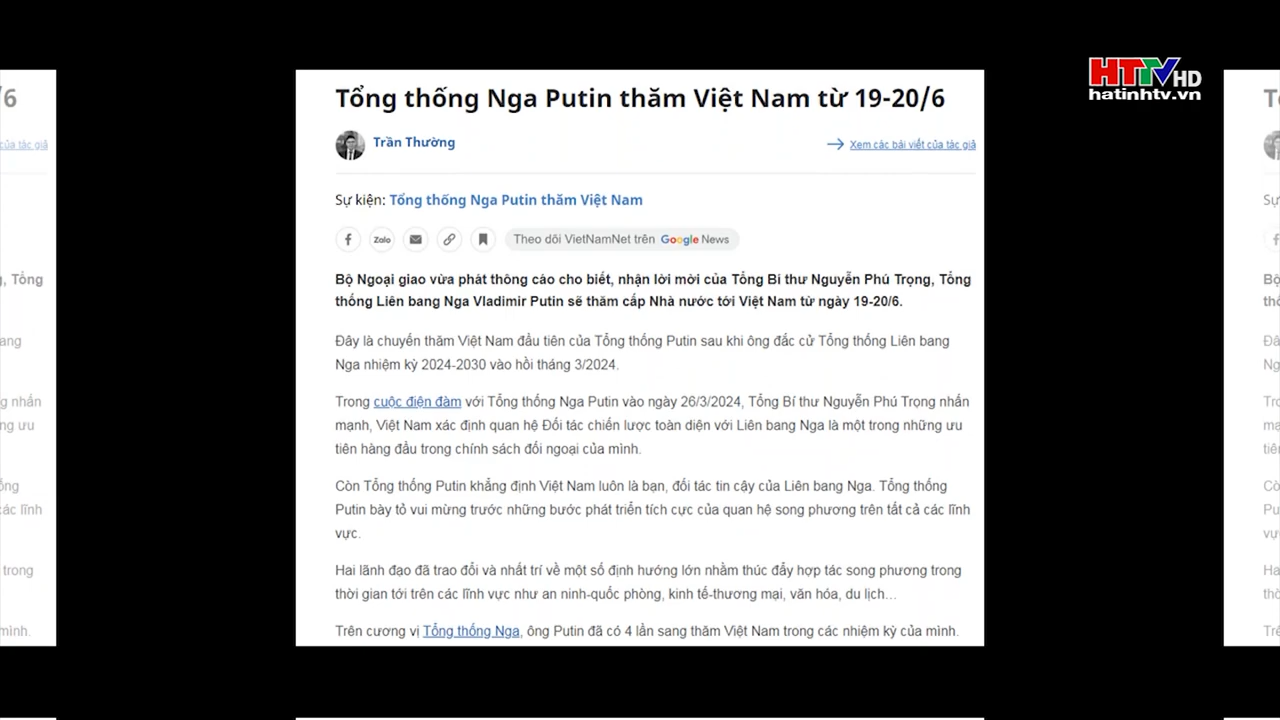 HTTV HD
hatinhtv.vn
/6
Tổng thống Nga Putin thăm Việt Nam từ 19-20/6
Trần Thường
Xem các bài viết của tác giả
của tác giả
Sự kiện: Tổng thống Nga Putin thăm Việt Nam
Zalo
Theo dõi VietNamNet trên Google News
Bộ Ngoại giao vừa phát thông cáo cho biết, nhận lời mời của Tổng Bí thư Nguyễn Phú Trọng, Tổng
thống Liên bang Nga Vladimir Putin sẽ thăm cấp Nhà nước tới Việt Nam từ ngày 19-20/6.
Đây là chuyến thăm Việt Nam đầu tiên của Tổng thống Putin sau khi ông đắc cử Tổng thống Liên bang
Nga nhiệm kỳ 2024-2030 vào hồi tháng 3/2024.
Trong cuộc điện đàm với Tổng thống Nga Putin vào ngày 26/3/2024, Tổng Bí thư Nguyễn Phú Trọng nhấn
mạnh, Việt Nam xác định quan hệ Đối tác chiến lược toàn diện với Liên bang Nga là một trong những ưu
tiên hàng đầu trong chính sách đối ngoại của mình.
Còn Tổng thống Putin khẳng định Việt Nam luôn là bạn, đối tác tin cậy của Liên bang Nga. Tổng thống
Putin bày tỏ vui mừng trước những bước phát triển tích cực của quan hệ song phương trên tất cả các lĩnh
vực.
Hai lãnh đạo đã trao đổi và nhất trí về một số định hướng lớn nhằm thúc đẩy hợp tác song phương trong
thời gian tới trên các lĩnh vực như an ninh-quốc phòng, kinh tế-thương mại, văn hóa, du lịch...
Trên cương vị Tổng thống Nga, ông Putin đã có 4 lần sang thăm Việt Nam trong các nhiệm kỳ của mình.